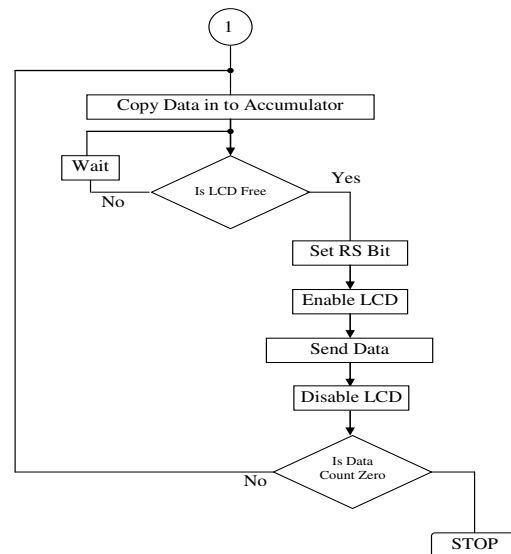 1
Copy Data in to Accumulator
Wait
Is LCD Free
Yes
No
Set RS Bit
Enable LCD
Send Data
Disable LCD
Is Data
Count Zero
No
STOP